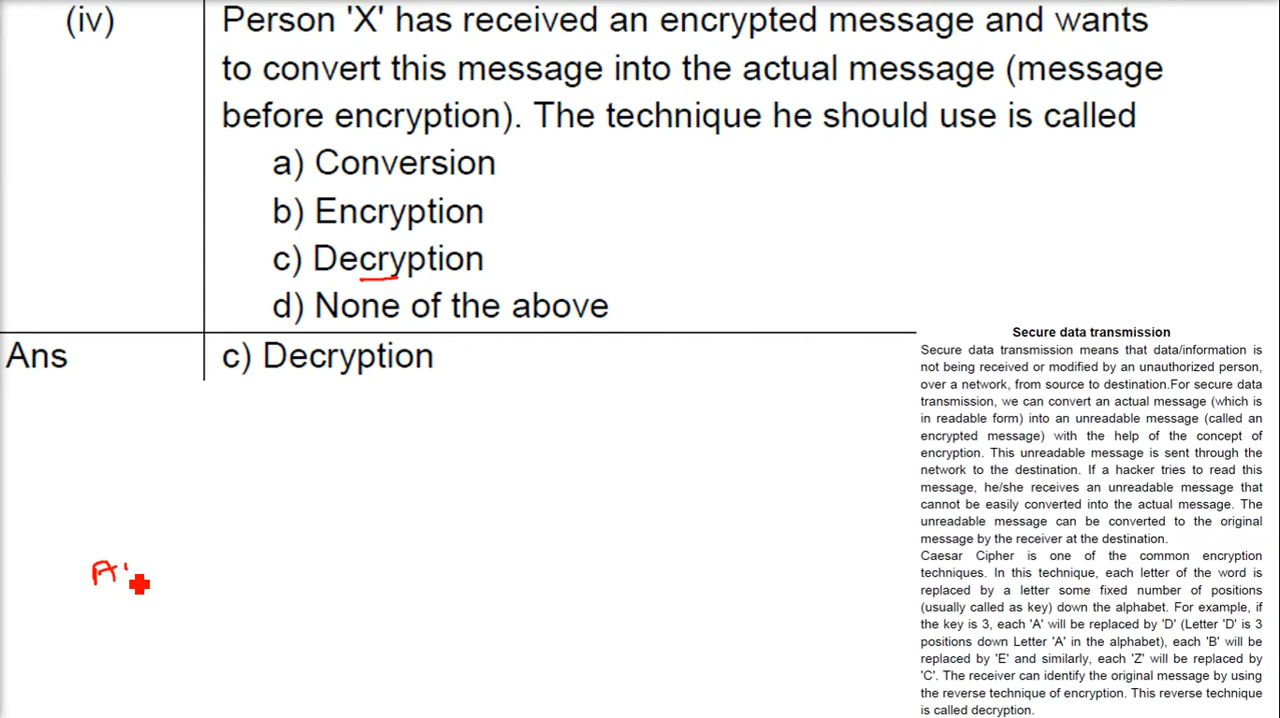 (iv) Person 'X' has received an encrypted message and wants
to convert this message into the actual message (message
before encryption). The technique he should use is called
a) Conversion
b) Encryption
c) Decryption
d) None of the above
Ans c) Decryption
Secure data transmission
Secure data transmission means that data/information is
not being received or modified by an unauthorized person,
over a network, from source to destination.For secure data
transmission, we can convert an actual message (which is
in readable form) into an unreadable message (called an
encrypted message) with the help of the concept of
encryption. This unreadable message is sent through the
network to the destination. If a hacker tries to read this
message, he/she receives an unreadable message that
cannot be easily converted into the actual message. The
unreadable message can be converted to the original
message by the receiver at the destination.
Caesar Cipher is one of the common encryption
techniques. In this technique, each letter of the word is
replaced by a letter some fixed number of positions
(usually called as key) down the alphabet. For example, if
the key is 3, each 'A' will be replaced by 'D' (Letter 'D' is 3
positions down Letter 'A' in the alphabet), each 'B' will be
replaced by 'E' and similarly, each 'Z' will be replaced by
'C'. The receiver can identify the original message by using
the reverse technique of encryption. This reverse technique
is called decryption.
A